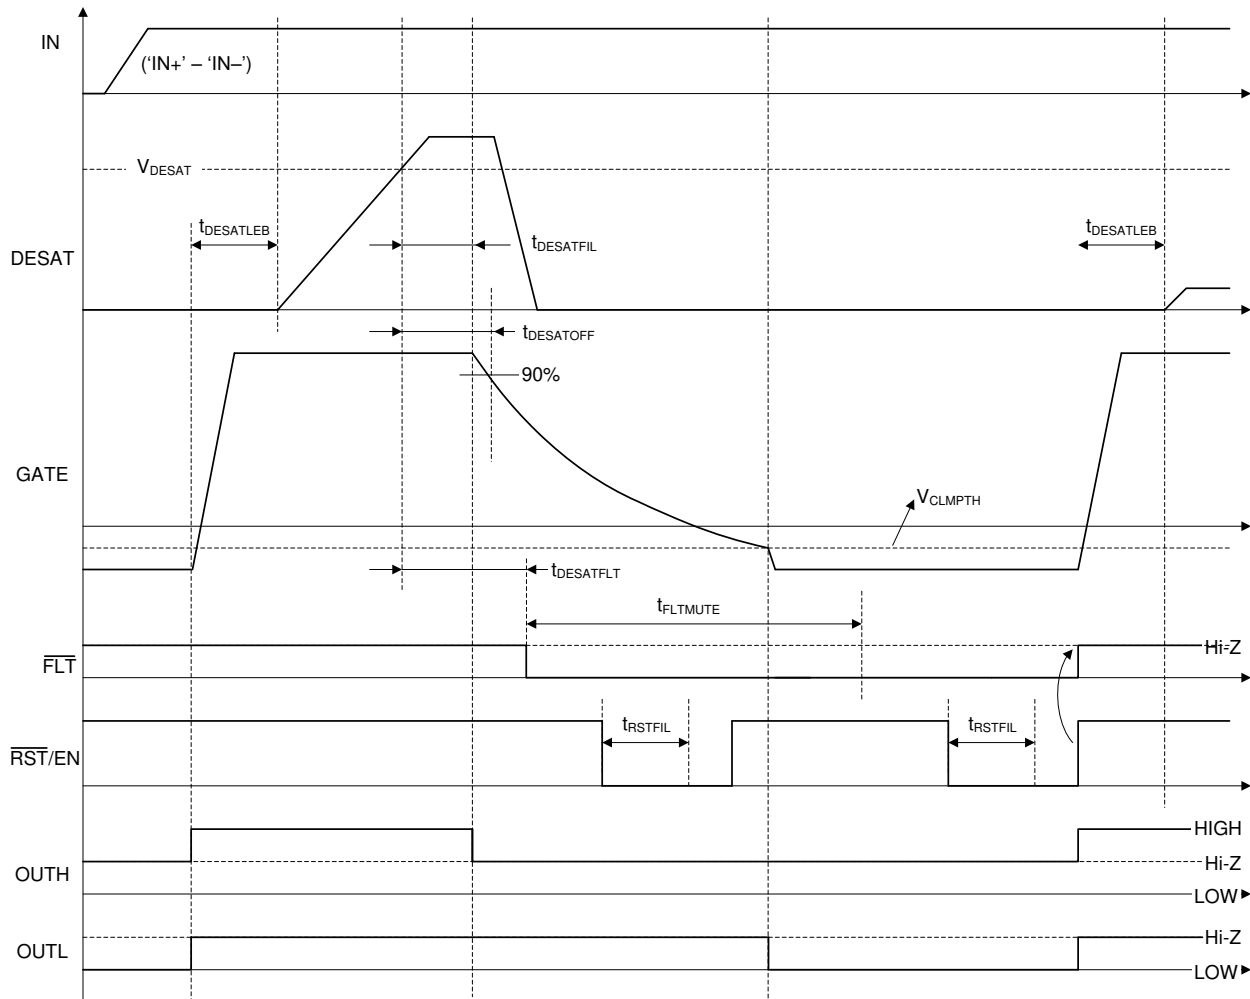 IN
(‘IN+’ – ‘IN–’)
VDESAT
tDESATLEB
tDESATFIL
tDESATLEB
DESAT
tDESATOFF
90%
GATE
VCLMPTH
tDESATFLT
tFLTMUTE
FLT
Hi-Z
tRSTFIL
tRSTFIL
RST/EN
HIGH
Hi-Z
OUTH
LOW
Hi-Z
OUTL
LOW